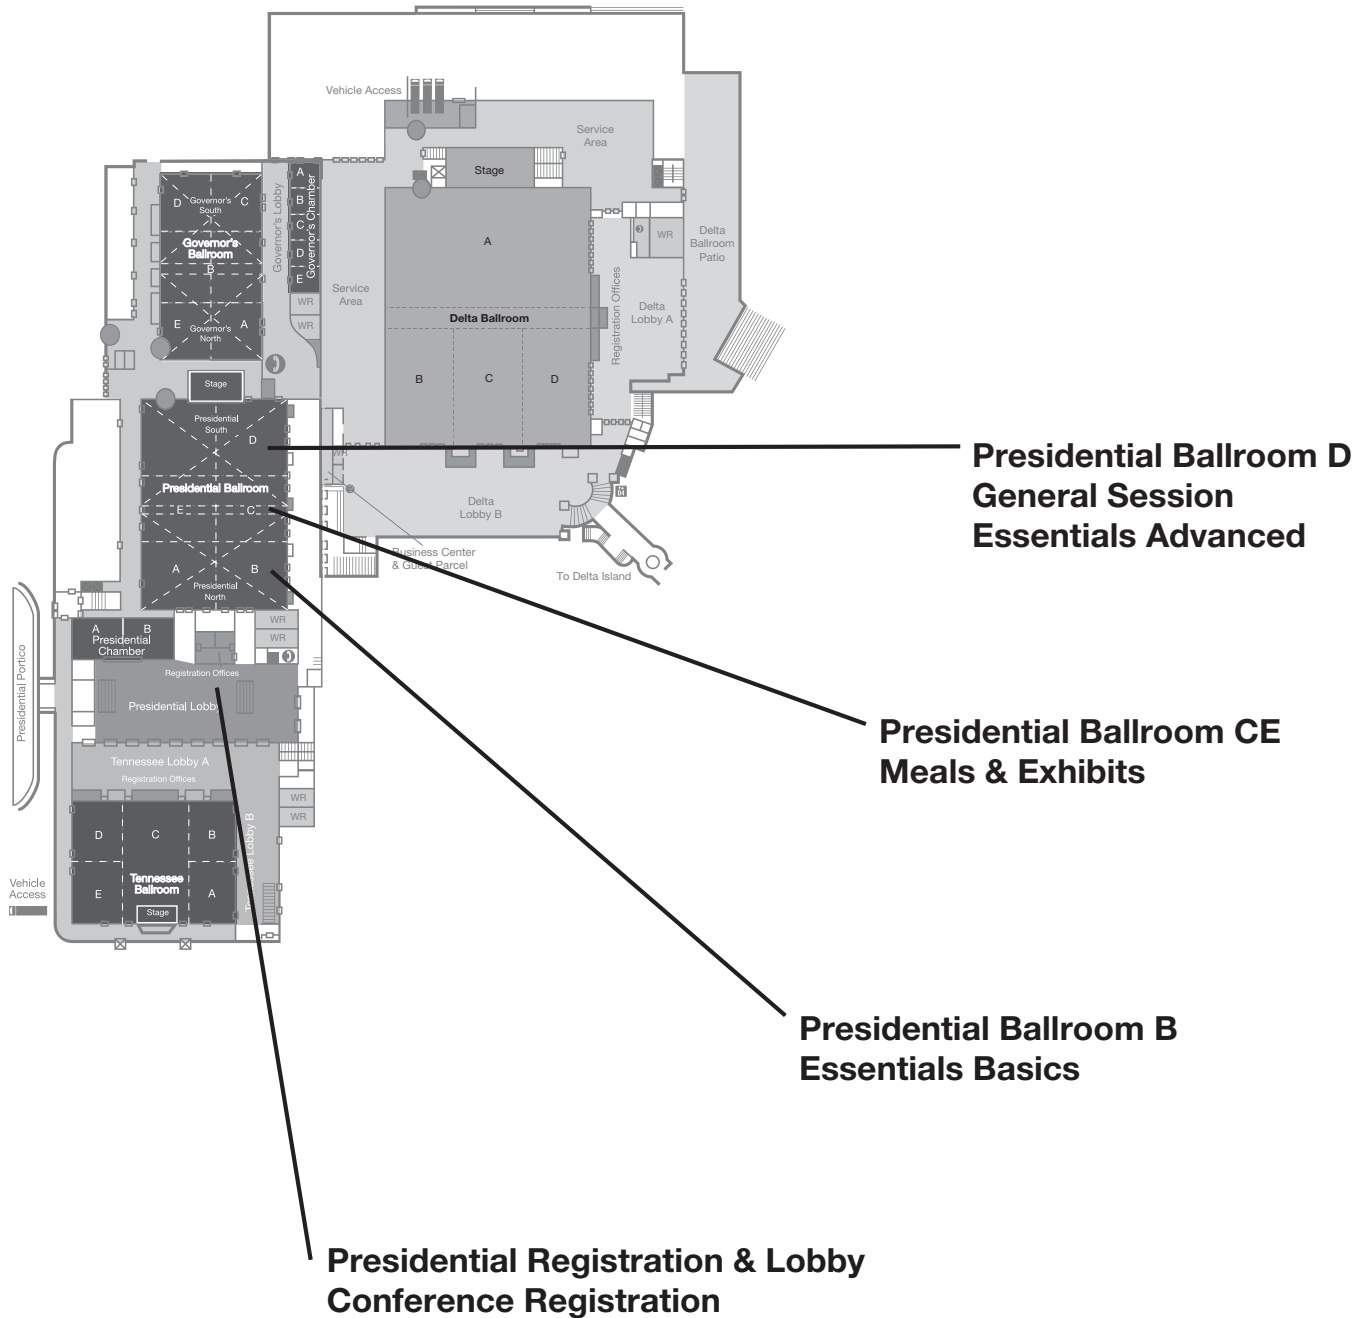 Vehicle Access
Service
Area
Stage
A
B
C
D
E
Governor's Chamber
Governor's Lobby
D
Governor's
South
C
Governor's
Ballroom
B
E
Governor's
North
A
WR
WR
Service
Area
A
Delta Ballroom
B
C
D
Registration Offices
WR
Delta
Lobby A
Delta
Ballroom
Patio
Stage
Presidential
South
D
Presidential Ballroom
E
C
A
B
Presidential
North
WR
Delta
Lobby B
Business Center
& Guest Parcel
To Delta Island
A
B
Presidential
Chamber
WR
WR
Registration Offices
Presidential Lobby
Presidential Portico
Tennessee Lobby A
Registration Offices
WR
WR
D
C
B
E
Tennessee
Ballroom
A
Stage
Tennessee Lobby B
Vehicle
Access
Presidential Ballroom D
General Session
Essentials Advanced
Presidential Ballroom CE
Meals & Exhibits
Presidential Ballroom B
Essentials Basics
Presidential Registration & Lobby
Conference Registration